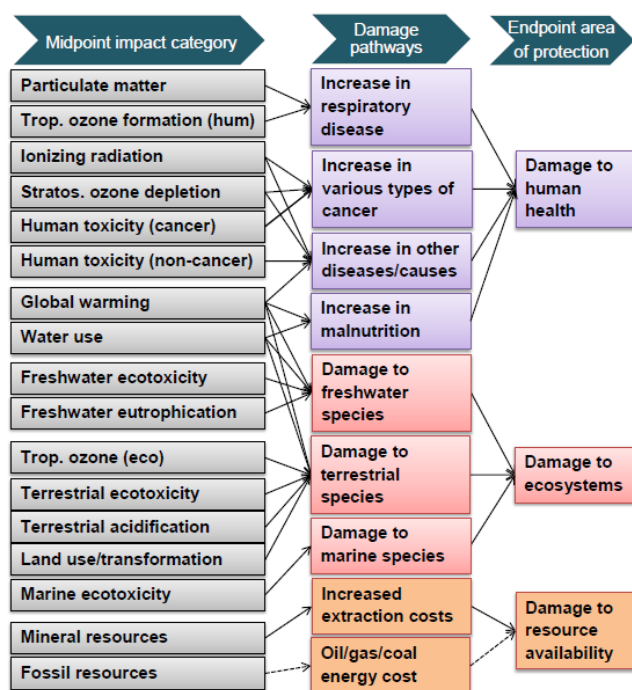 Midpoint impact category
Damage
pathways
Endpoint area
of protection
Particulate matter
Trop. ozone formation (hum)
Ionizing radiation
Stratos. ozone depletion
Human toxicity (cancer)
Human toxicity (non-cancer)
Global warming
Water use
Freshwater ecotoxicity
Freshwater eutrophication
Trop. ozone (eco)
Terrestrial ecotoxicity
Terrestrial acidification
Land use/transformation
Marine ecotoxicity
Mineral resources
Fossil resources
Increase in
respiratory
disease
Increase in
various types of
cancer
Increase in other
diseases/causes
Increase in
malnutrition
Damage to
freshwater
species
Damage to
terrestrial
species
Damage to
marine species
Increased
extraction costs
Oil/gas/coal
energy cost
Damage to
human
health
Damage to
ecosystems
Damage to
resource
availability